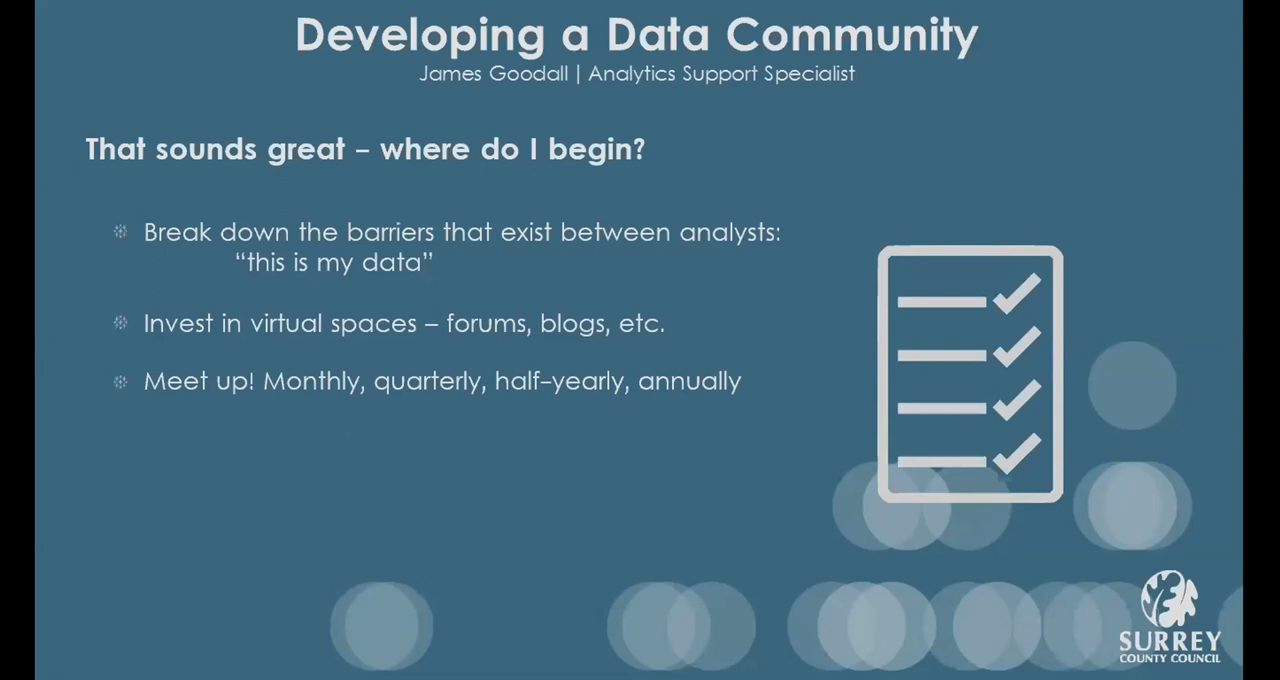 Developing a Data Community
James Goodall | Analytics Support Specialist
That sounds great – where do I begin?
Break down the barriers that exist between analysts:
“this is my data”
Invest in virtual spaces – forums, blogs, etc.
Meet up! Monthly, quarterly, half-yearly, annually
SURREY
COUNTY COUNCIL